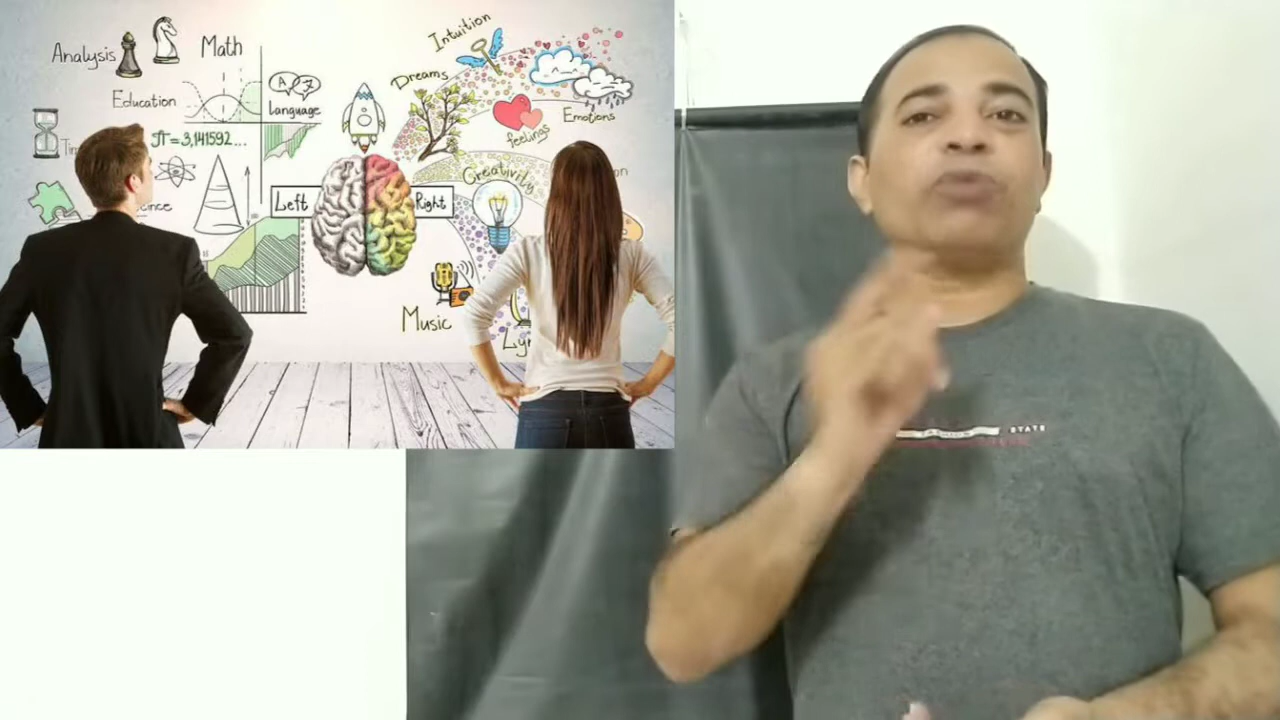 Analysis
Math
Intuition
Dreams
Education
Language
Emotions
feelings
π = 3,141592...
Creativity
Left
Right
Music
STATE